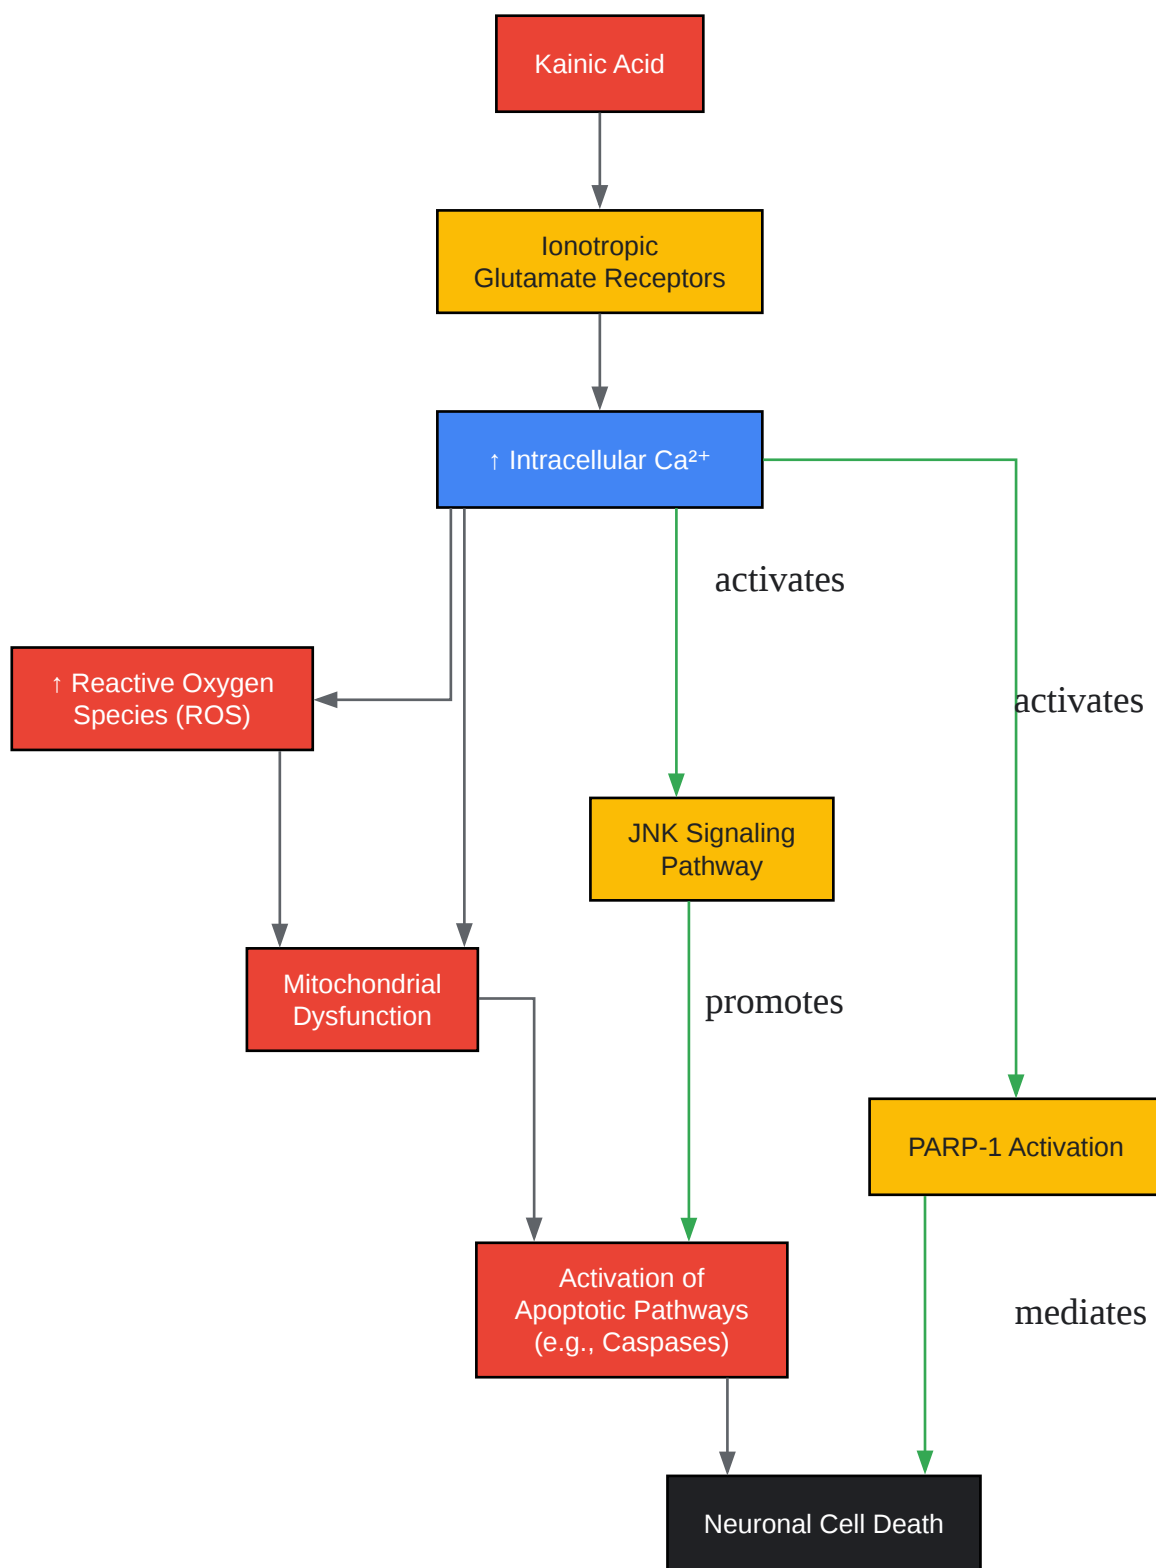 Kainic Acid
Ionotropic
Glutamate Receptors
↑ Intracellular Ca²⁺
activates
↑ Reactive Oxygen
Species (ROS)
activates
JNK Signaling
Pathway
Mitochondrial
Dysfunction
promotes
PARP-1 Activation
Activation of
Apoptotic Pathways
(e.g., Caspases)
mediates
Neuronal Cell Death